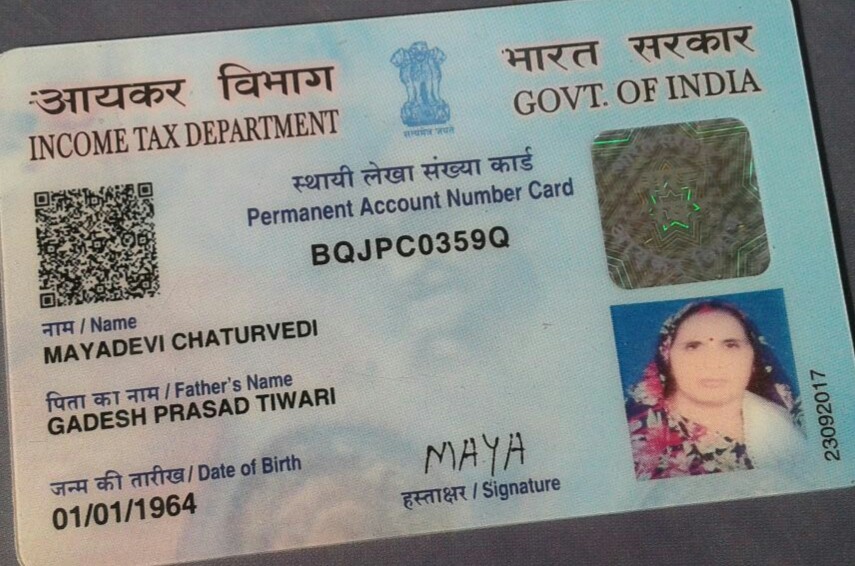 आयकर विभाग
INCOME TAX DEPARTMENT
सत्यमेव जयते
भारत सरकार
GOVT. OF INDIA
स्थायी लेखा संख्या कार्ड
Permanent Account Number Card
BQJPC0359Q
नाम / Name
MAYADEVI CHATURVEDI
पिता का नाम / Father's Name
GADESH PRASAD TIWARI
जन्म की तारीख / Date of Birth
01/01/1964
MAYA
हस्ताक्षर / Signature
23092017